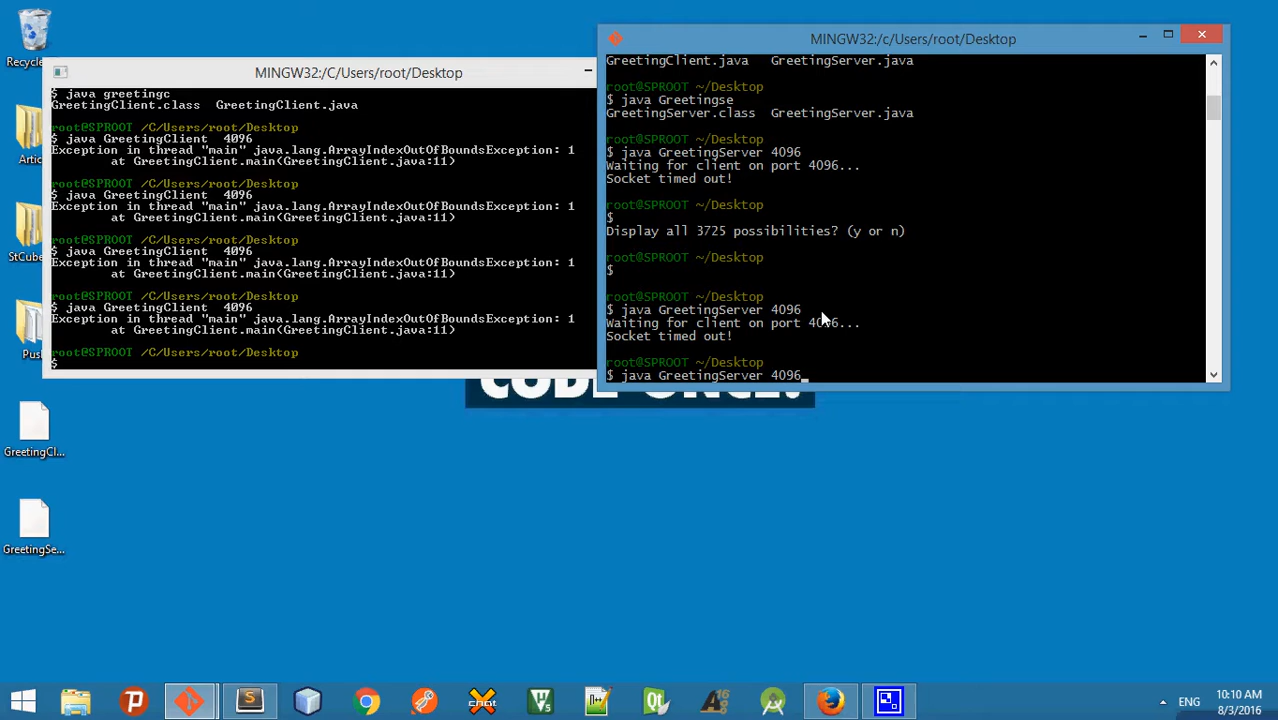 Recycle
Artic
StCube
Push
GreetingCl...
GreetingSe...
MINGW32:/C/Users/root/Desktop
$ java greetingc
GreetingClient.class  GreetingClient.java
root@SPROOT /C/Users/root/Desktop
$ java GreetingClient  4096
Exception in thread "main" java.lang.ArrayIndexOutOfBoundsException: 1
at GreetingClient.main(GreetingClient.java:11)
root@SPROOT /C/Users/root/Desktop
$ java GreetingClient  4096
Exception in thread "main" java.lang.ArrayIndexOutOfBoundsException: 1
at GreetingClient.main(GreetingClient.java:11)
root@SPROOT /C/Users/root/Desktop
$ java GreetingClient  4096
Exception in thread "main" java.lang.ArrayIndexOutOfBoundsException: 1
at GreetingClient.main(GreetingClient.java:11)
root@SPROOT /C/Users/root/Desktop
$ java GreetingClient  4096
Exception in thread "main" java.lang.ArrayIndexOutOfBoundsException: 1
at GreetingClient.main(GreetingClient.java:11)
root@SPROOT /C/Users/root/Desktop
$
MINGW32:/c/Users/root/Desktop
GreetingClient.java   GreetingServer.java
root@SPROOT ~/Desktop
$ java Greetingse
GreetingServer.class  GreetingServer.java
root@SPROOT ~/Desktop
$ java GreetingServer 4096
Waiting for client on port 4096...
Socket timed out!
root@SPROOT ~/Desktop
$
Display all 3725 possibilities? (y or n)
root@SPROOT ~/Desktop
$
root@SPROOT ~/Desktop
$ java GreetingServer 4096
Waiting for client on port 4096...
Socket timed out!
root@SPROOT ~/Desktop
$ java GreetingServer 4096_
CODE ONCE.
chat
ENG
10:10 AM
8/3/2016